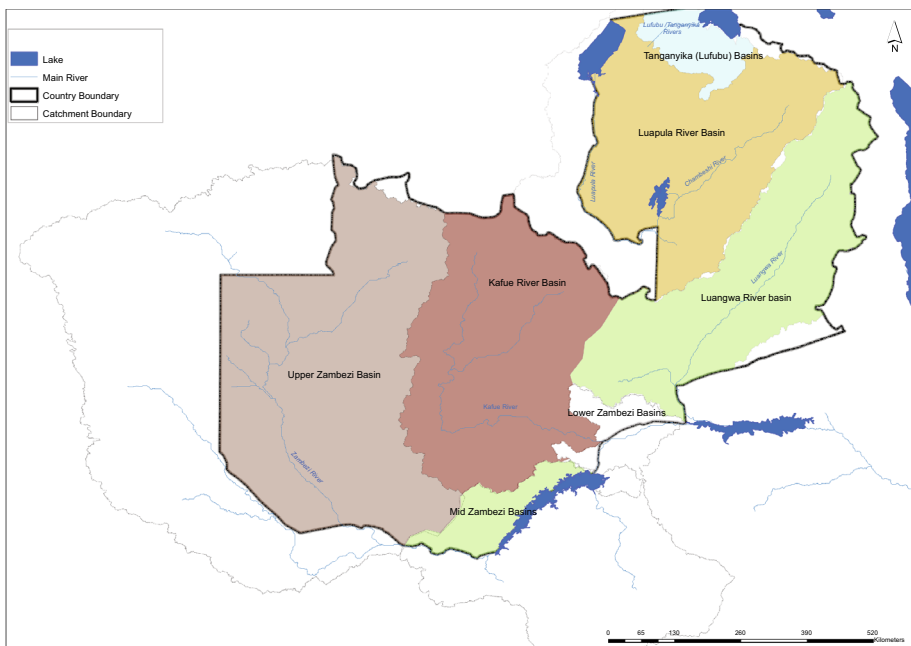 Lake
Main River
Country Boundary
Catchment Boundary
N
Lufubu /Tanganyika
Rivers
Tanganyika (Lufubu) Basins
Luapula River Basin
Chambeshi River
Luapula River
Luangwa River
Luangwa River basin
Kafue River Basin
Upper Zambezi Basin
Kafue River
Lower Zambezi Basins
Zambezi River
Mid Zambezi Basins
0 65 130 260 390 520
Kilometers